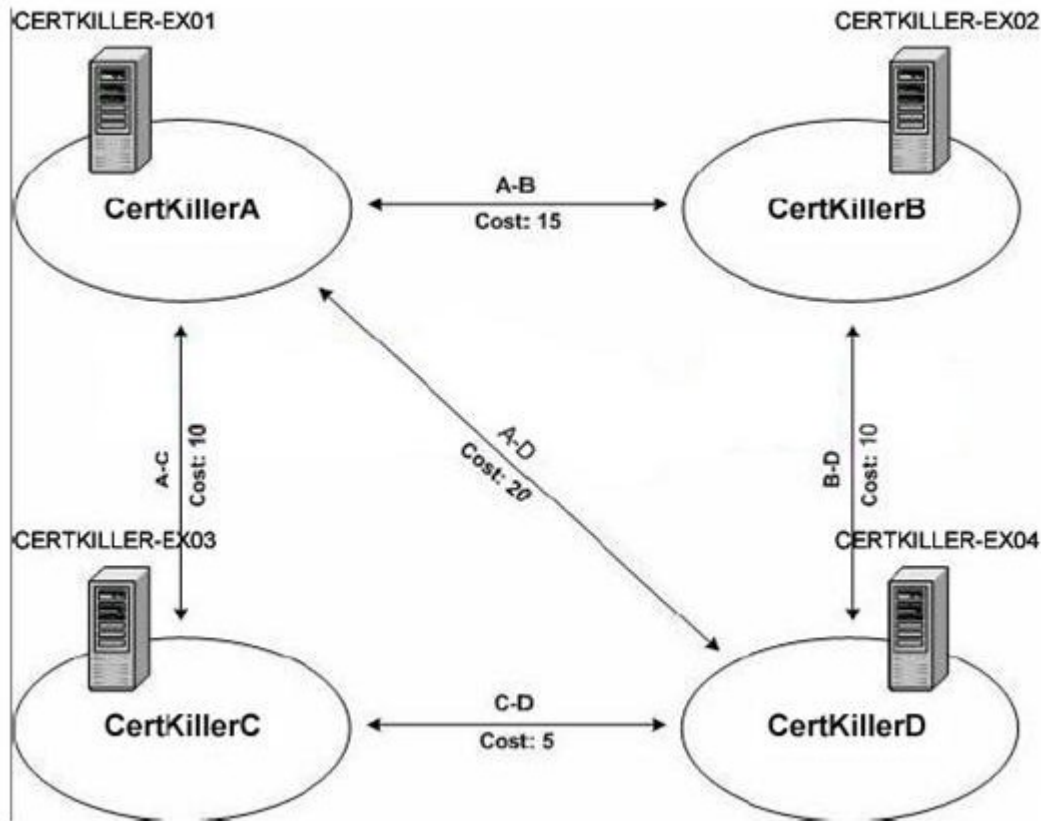 CERTKILLER-EX01
CERTKILLER-EX02
CertKillerA
A-B
Cost: 15
CertKillerB
A-C
Cost: 10
A-D
Cost: 20
B-D
Cost: 10
CERTKILLER-EX03
CERTKILLER-EX04
CertKillerC
C-D
Cost: 5
CertKillerD